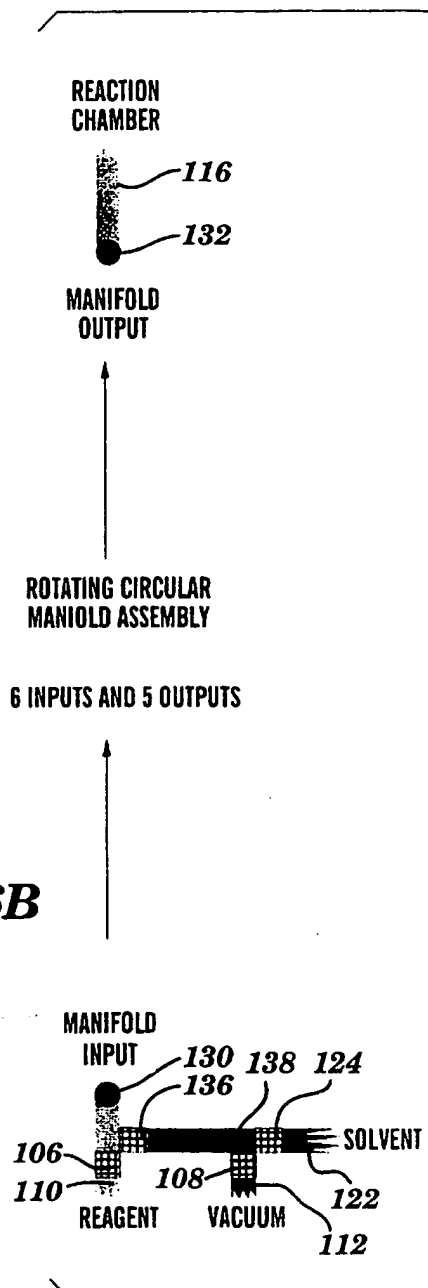 REACTION
CHAMBER
116
132
MANIFOLD
OUTPUT
ROTATING CIRCULAR
MANIOLD ASSEMBLY
6 INPUTS AND 5 OUTPUTS
MANIFOLD
INPUT
130
136
138
124
SOLVENT
106
110
108
122
REAGENT
VACUUM
112